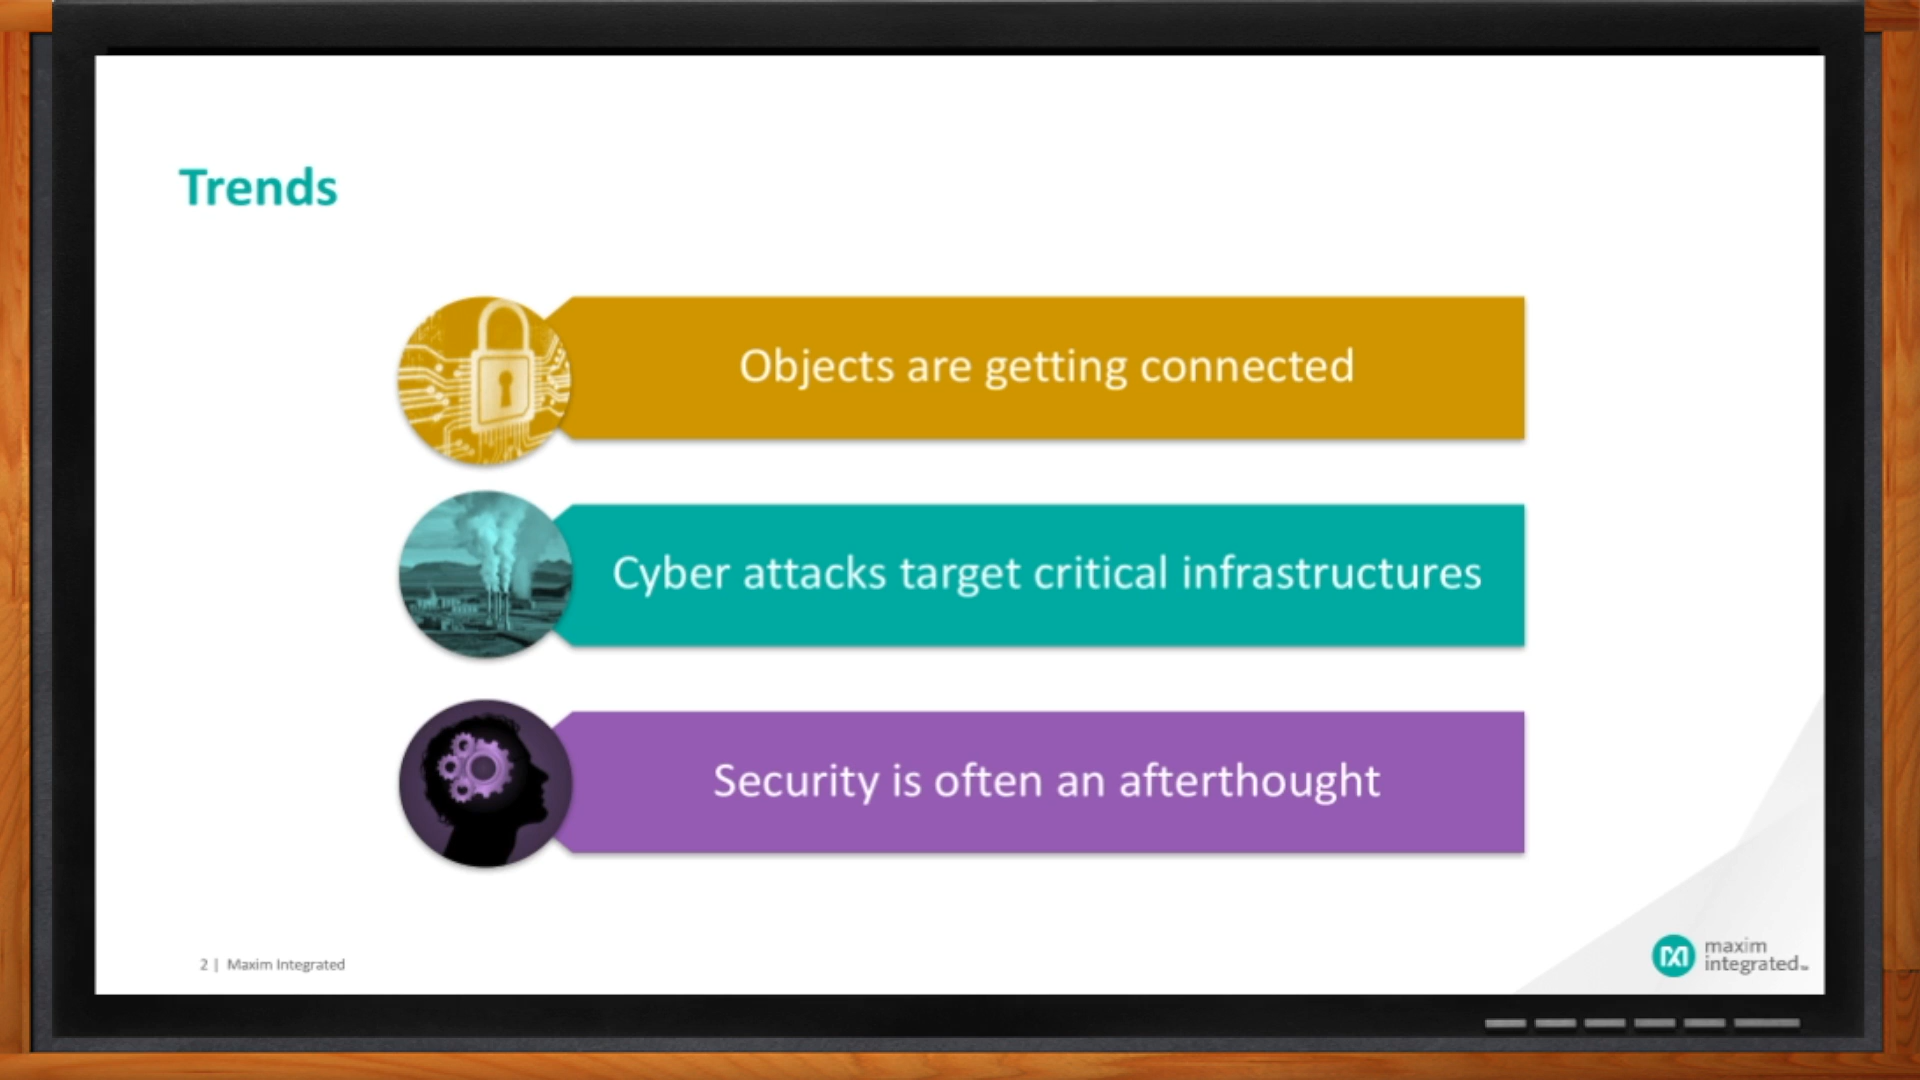 Trends
Objects are getting connected
Cyber attacks target critical infrastructures
Security is often an afterthought
2 | Maxim Integrated
maxim
integrated™